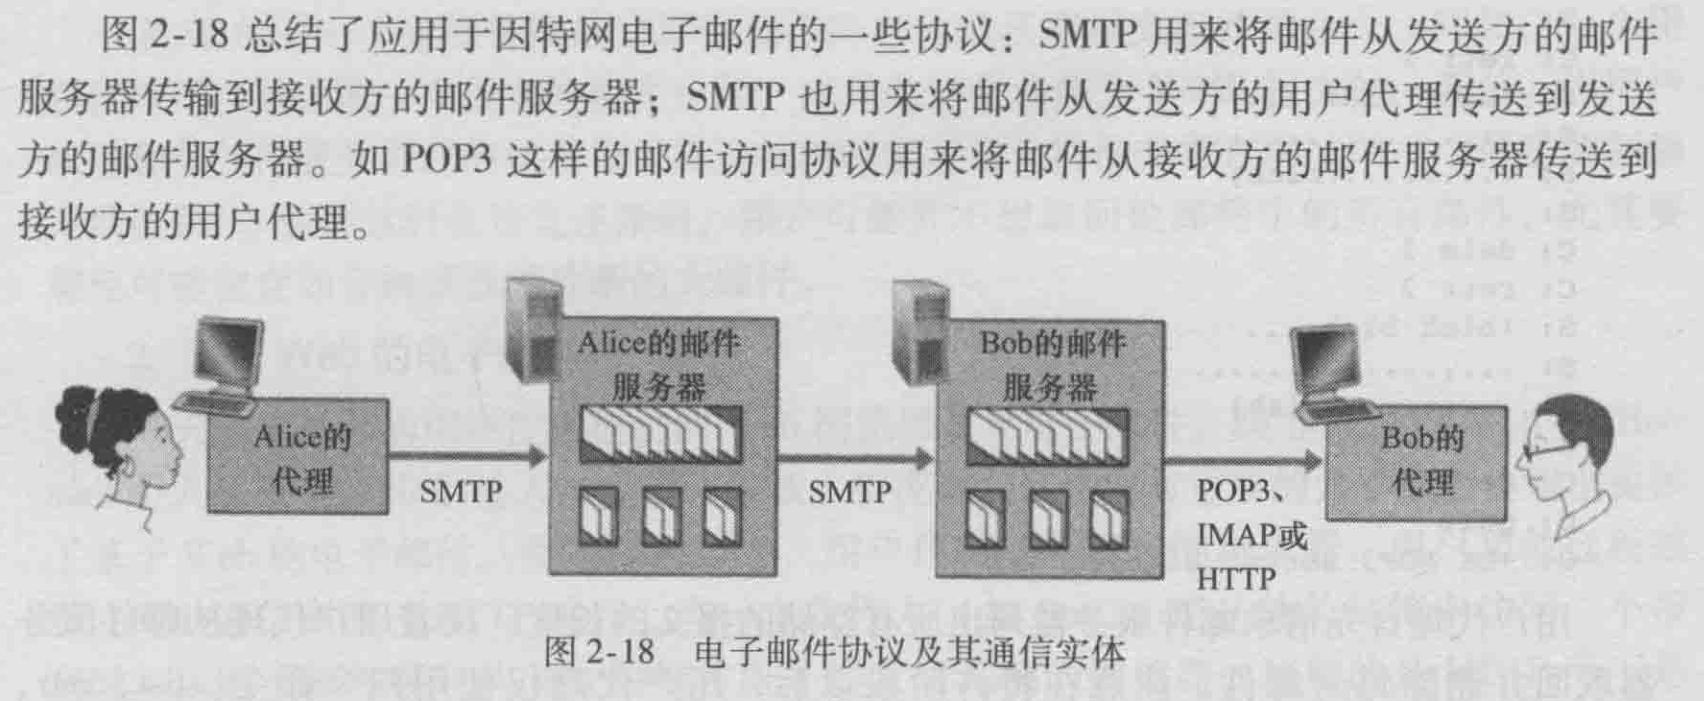 图 2-18 总结了应用于因特网电子邮件的一些协议：SMTP 用来将邮件从发送方的邮件
服务器传输到接收方的邮件服务器；SMTP 也用来将邮件从发送方的用户代理传送到发送
方的邮件服务器。如 POP3 这样的邮件访问协议用来将邮件从接收方的邮件服务器传送到
接收方的用户代理。
Alice的
代理
SMTP
Alice的邮件
服务器
SMTP
Bob的邮件
服务器
POP3、
IMAP或
HTTP
Bob的
代理
图 2-18 电子邮件协议及其通信实体